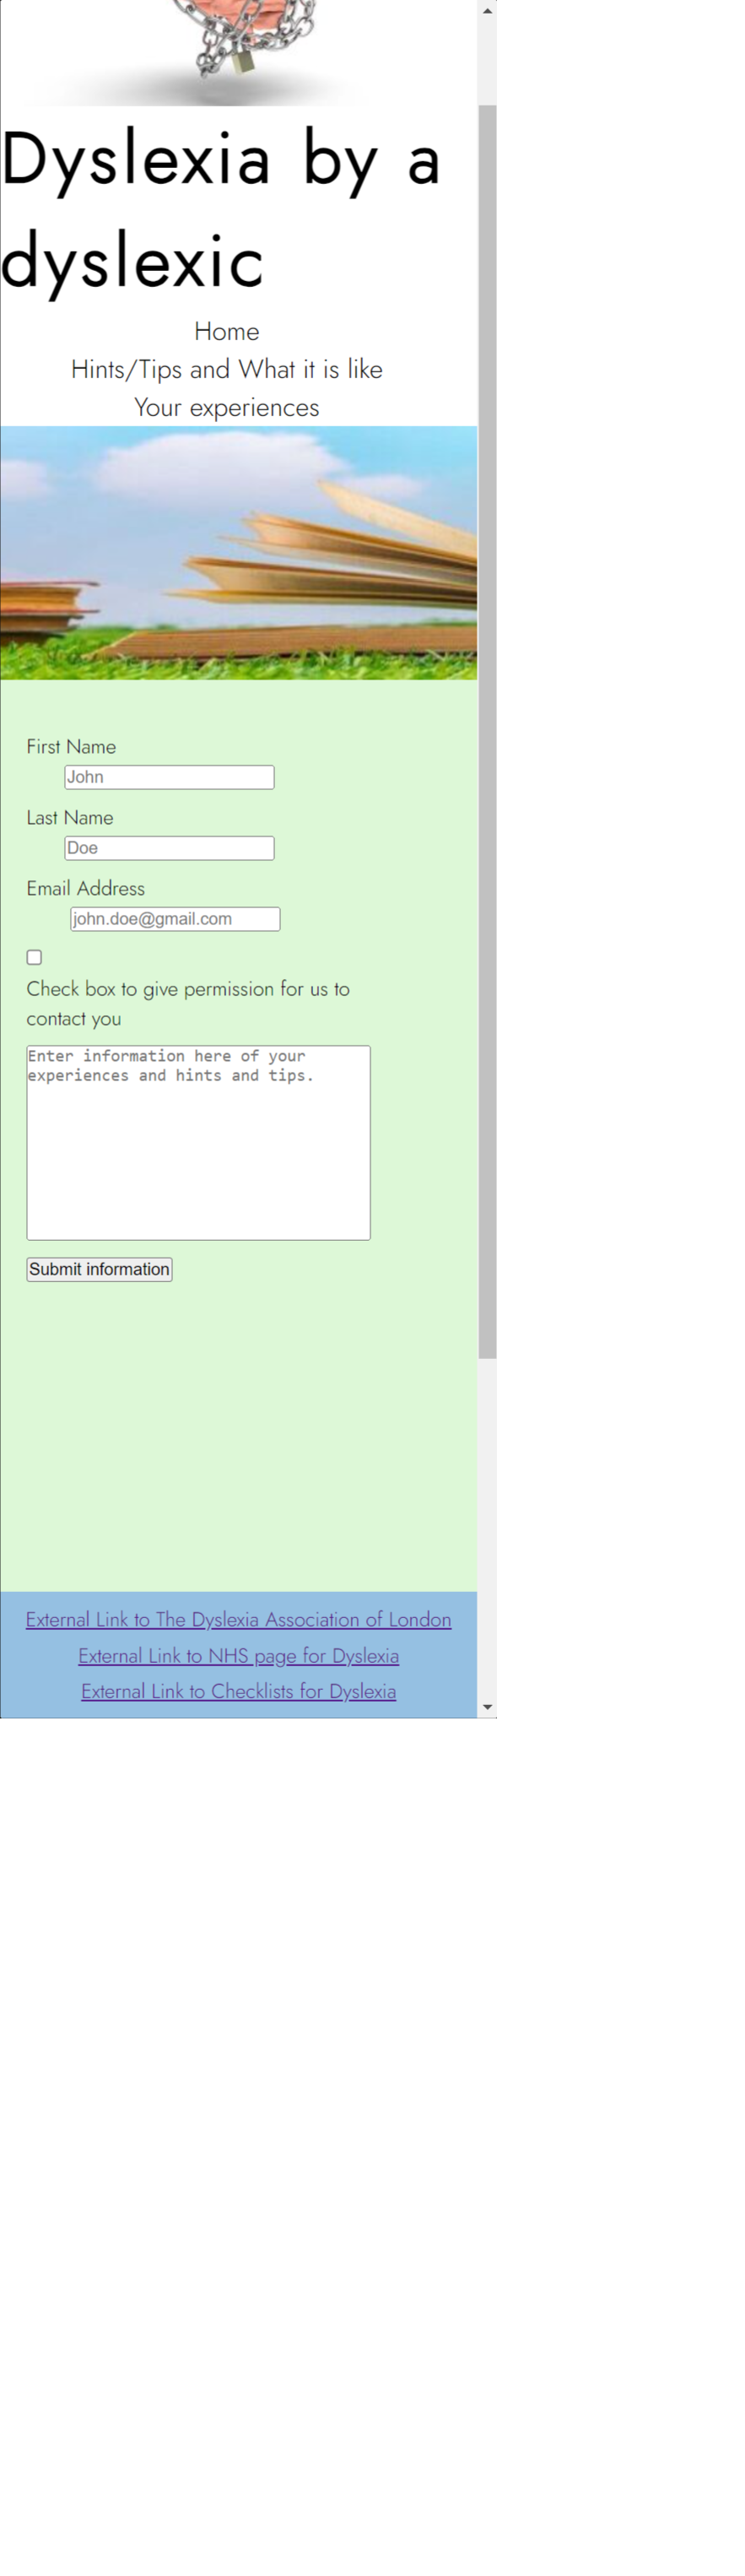 Dyslexia by a
dyslexic
Home
Hints/Tips and What it is like
Your experiences
First Name
John
Last Name
Doe
Email Address
john.doe@gmail.com
Check box to give permission for us to
contact you
Enter information here of your
experiences and hints and tips.
Submit information
External Link to The Dyslexia Association of London
External Link to NHS page for Dyslexia
External Link to Checklists for Dyslexia